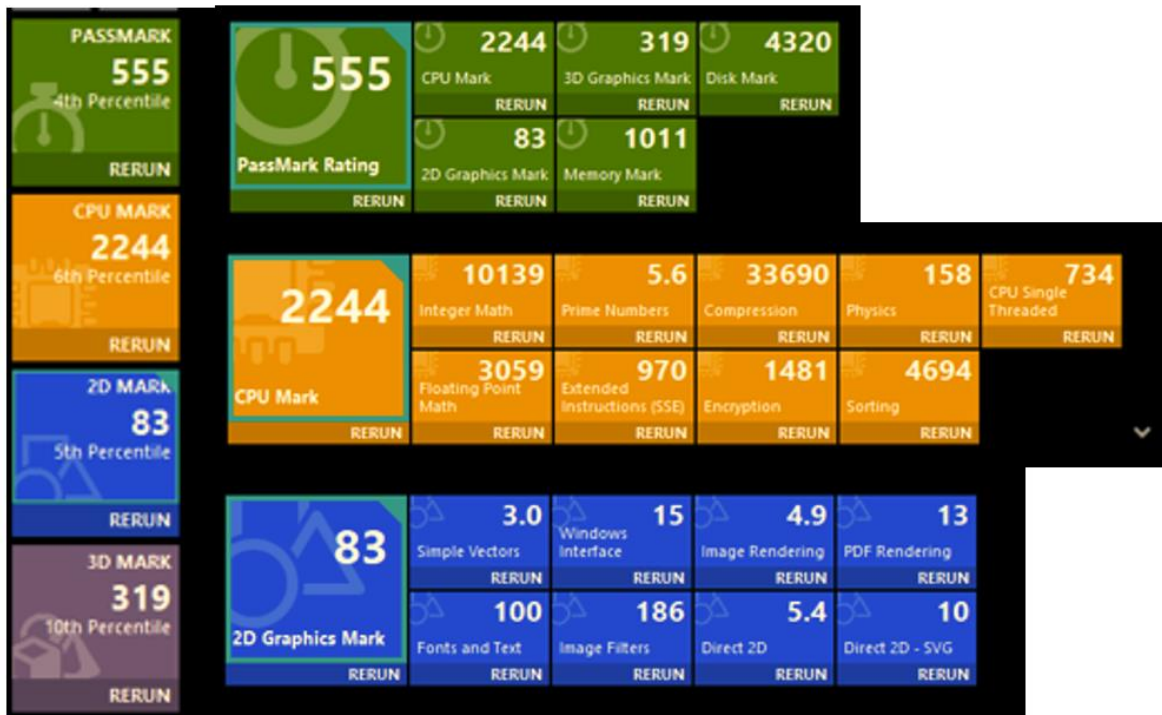 PASSMARK
555
4th Percentile
RERUN
CPU MARK
2244
6th Percentile
RERUN
2D MARK
83
5th Percentile
RERUN
3D MARK
319
10th Percentile
RERUN
555
PassMark Rating
RERUN
2244
CPU Mark
RERUN
319
3D Graphics Mark
RERUN
4320
Disk Mark
RERUN
83
2D Graphics Mark
RERUN
1011
Memory Mark
RERUN
2244
CPU Mark
RERUN
10139
Integer Math
RERUN
5.6
Prime Numbers
RERUN
33690
Compression
RERUN
158
Physics
RERUN
734
CPU Single
Threaded
RERUN
3059
Floating Point
Math
RERUN
970
Extended
Instructions (SSE)
RERUN
1481
Encryption
RERUN
4694
Sorting
RERUN
83
2D Graphics Mark
RERUN
3.0
Simple Vectors
RERUN
15
Windows
Interface
RERUN
4.9
Image Rendering
RERUN
13
PDF Rendering
RERUN
100
Fonts and Text
RERUN
186
Image Filters
RERUN
5.4
Direct 2D
RERUN
10
Direct 2D - SVG
RERUN